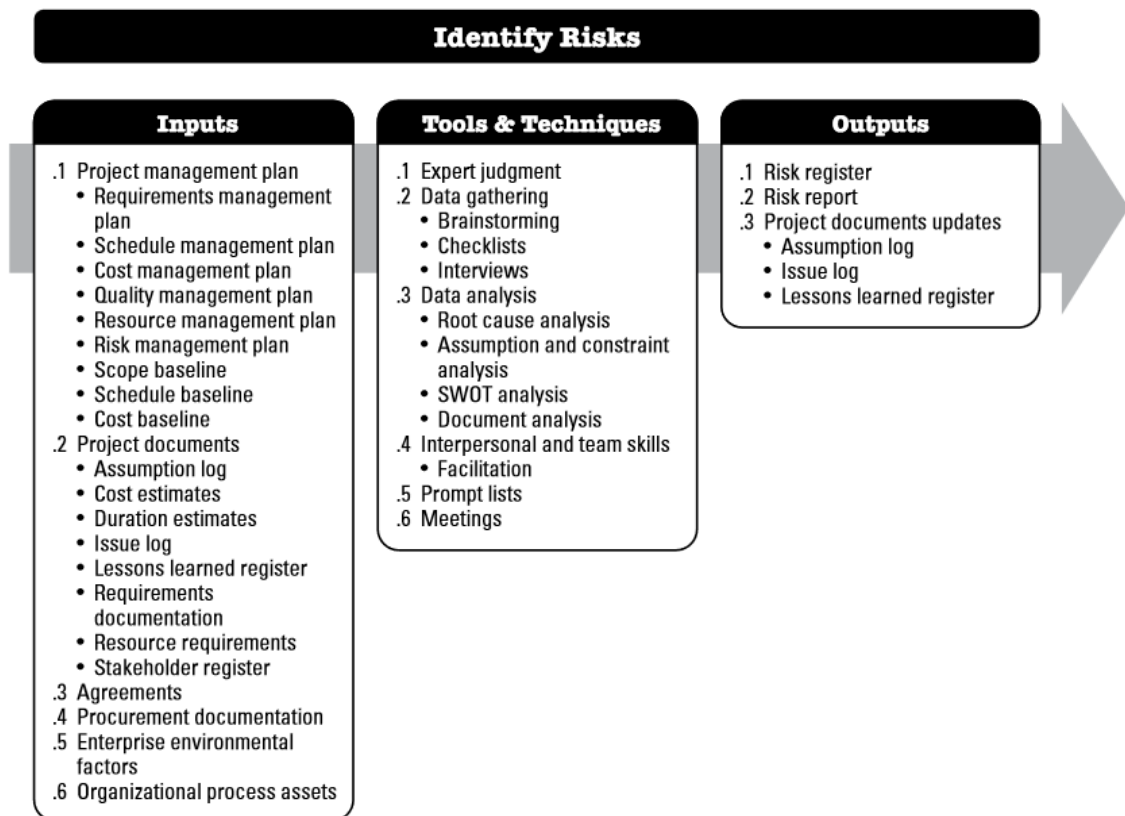 Identify Risks
Inputs
.1 Project management plan
• Requirements management
plan
• Schedule management plan
• Cost management plan
• Quality management plan
• Resource management plan
• Risk management plan
• Scope baseline
• Schedule baseline
• Cost baseline
.2 Project documents
• Assumption log
• Cost estimates
• Duration estimates
• Issue log
• Lessons learned register
• Requirements
documentation
• Resource requirements
• Stakeholder register
.3 Agreements
.4 Procurement documentation
.5 Enterprise environmental
factors
.6 Organizational process assets
Tools & Techniques
.1 Expert judgment
.2 Data gathering
• Brainstorming
• Checklists
• Interviews
.3 Data analysis
• Root cause analysis
• Assumption and constraint
analysis
• SWOT analysis
• Document analysis
.4 Interpersonal and team skills
• Facilitation
.5 Prompt lists
.6 Meetings
Outputs
.1 Risk register
.2 Risk report
.3 Project documents updates
• Assumption log
• Issue log
• Lessons learned register